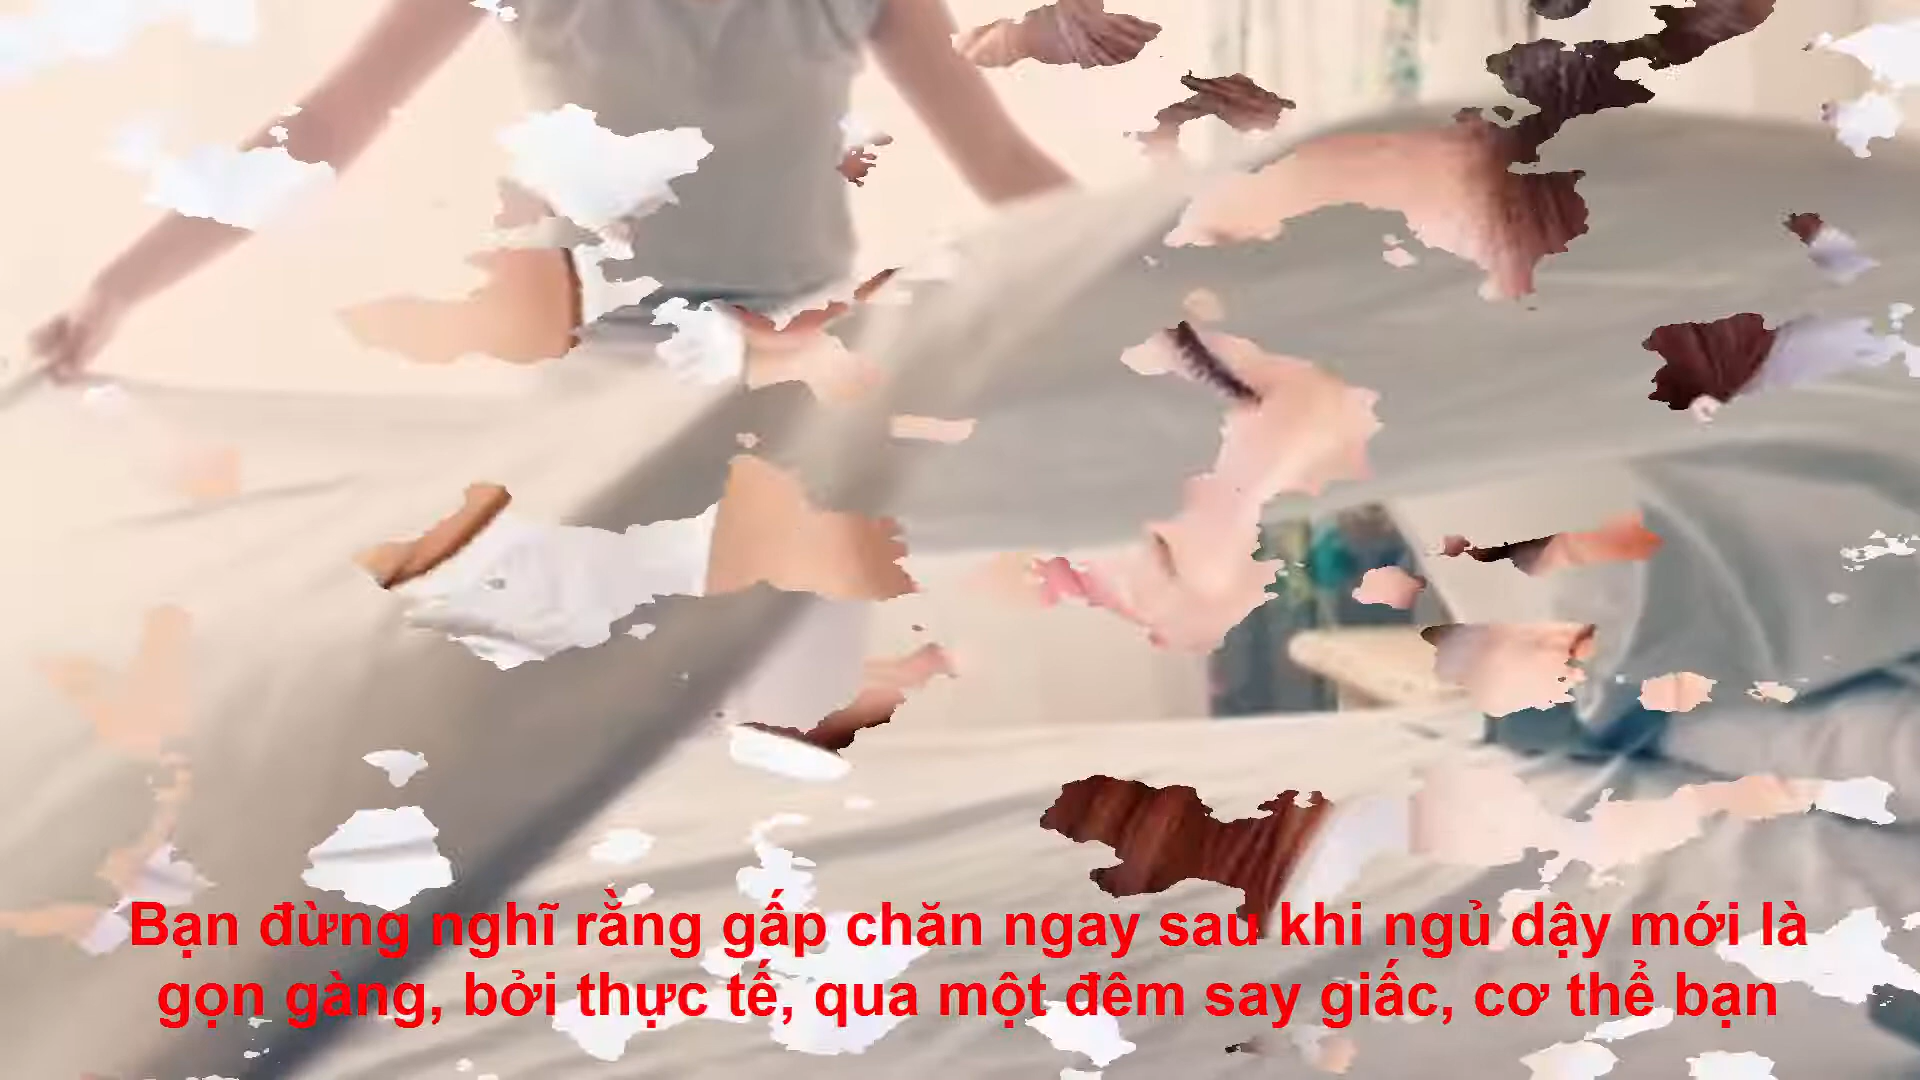 Bạn đừng nghĩ rằng gấp chăn ngay sau khi ngủ dậy mới là
gọn gàng, bởi thực tế, qua một đêm say giấc, cơ thể bạn